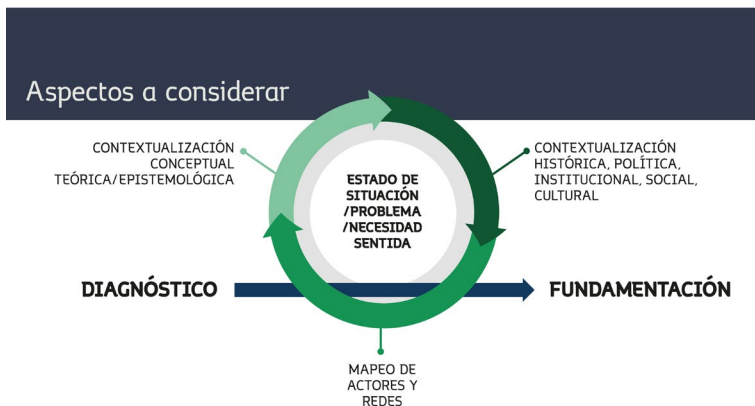 Aspectos a considerar
CONTEXTUALIZACIÓN
CONCEPTUAL
TEÓRICA/EPISTEMOLÓGICA
ESTADO DE
SITUACIÓN
/PROBLEMA
/NECESIDAD
SENTIDA
CONTEXTUALIZACIÓN
HISTÓRICA, POLÍTICA,
INSTITUCIONAL, SOCIAL,
CULTURAL
DIAGNÓSTICO
FUNDAMENTACIÓN
MAPEO DE
ACTORES Y
REDES